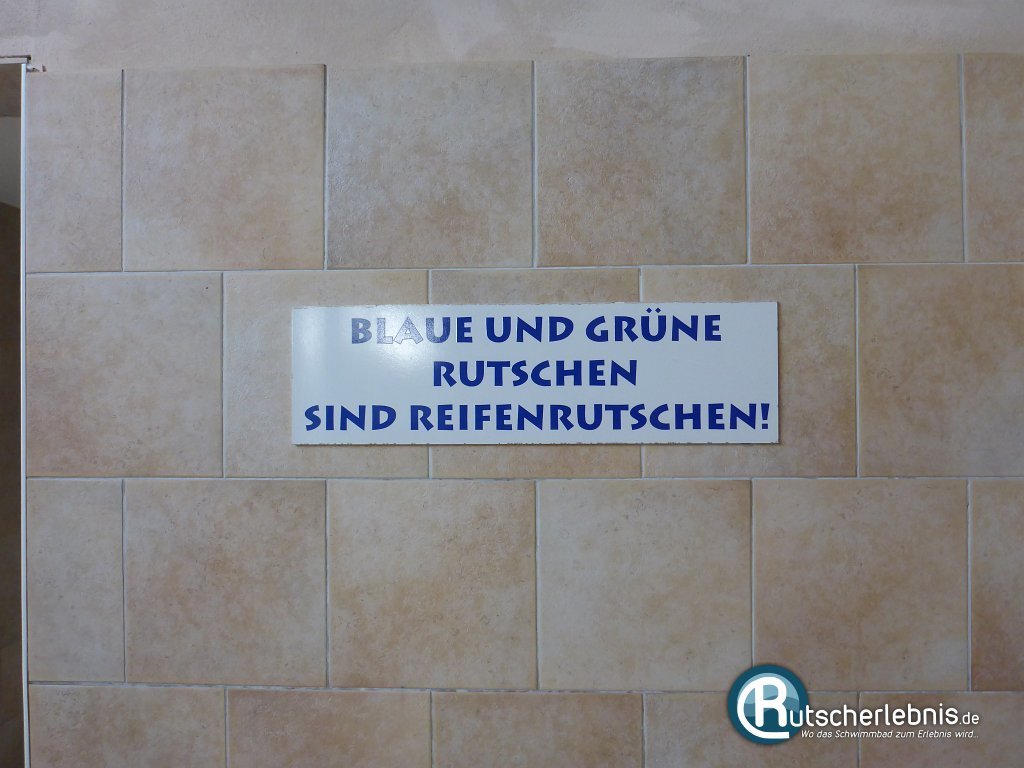 BLAUE UND GRÜNE
RUTSCHEN
SIND REIFENRUTSCHEN!
Rutscherlebnis.de
Wo das Schwimmbad zum Erlebnis wird..